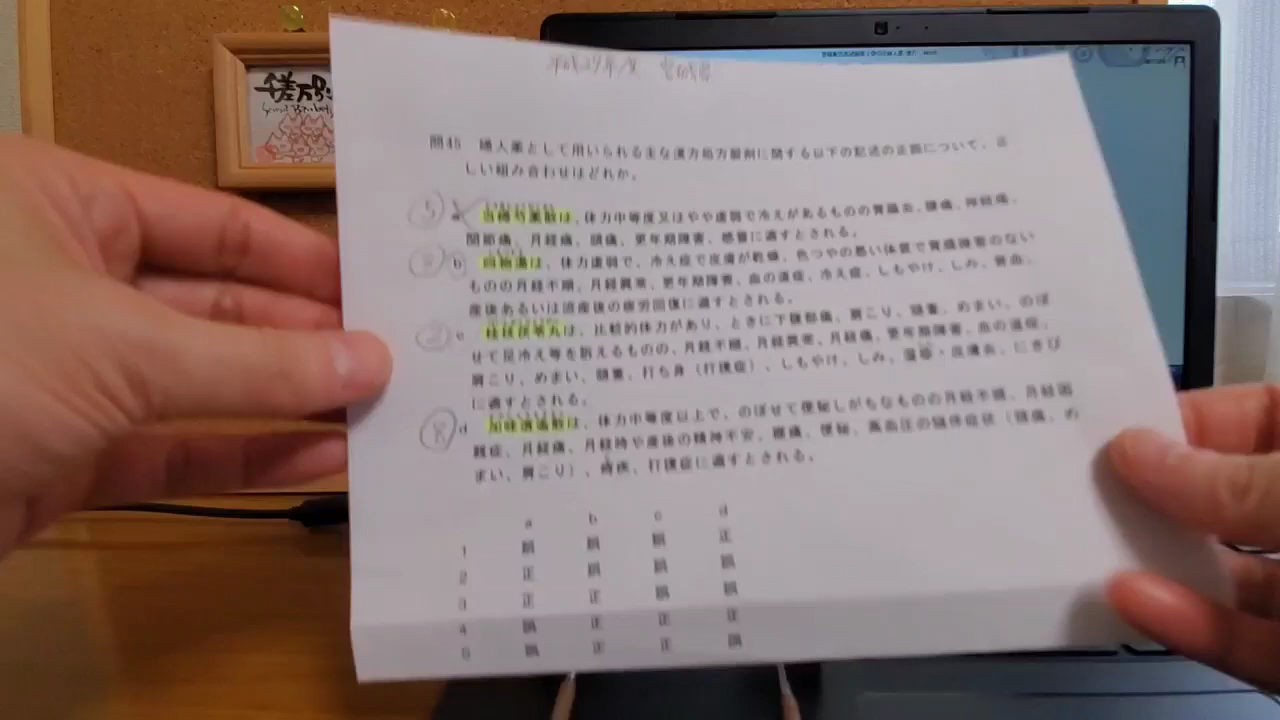 平成29年度 宮城県
問45 婦人薬として用いられる主な漢方処方製剤に関する以下の記述の正誤について、正
しい組み合わせはどれか。
a 当帰芍薬散は、体力中等度又はやや虚弱で冷えがあるものの胃腸炎、腰痛、神経痛、
関節痛、月経痛、頭痛、更年期障害、感冒に適すとされる。
b 四物湯は、体力虚弱で、冷え症で皮膚が乾燥、色つやの悪い体質で胃腸障害のない
ものの月経不順、月経異常、更年期障害、血の道症、冷え症、しもやけ、しみ、貧血、
産後あるいは流産後の疲労回復に適すとされる。
c 桂枝茯苓丸は、比較的体力があり、ときに下腹部痛、肩こり、頭重、めまい、のぼ
せて足冷え等を訴えるものの、月経不順、月経異常、月経痛、更年期障害、血の道症、
肩こり、めまい、頭重、打ち身(打撲症)、しもやけ、しみ、湿疹・皮膚炎、にきび
に適すとされる。
d 加味逍遙散は、体力中等度以上で、のぼせて便秘しがちなものの月経不順、月経困
難症、月経痛、月経時や産後の精神不安、腰痛、便秘、高血圧の随伴症状(頭痛、め
まい、肩こり)、痔疾、打撲症に適すとされる。
a b c d
1 誤 誤 誤 正
2 正 誤 誤 誤
3 正 正 誤 誤
4 誤 正 正 正
5 誤 正 正 誤